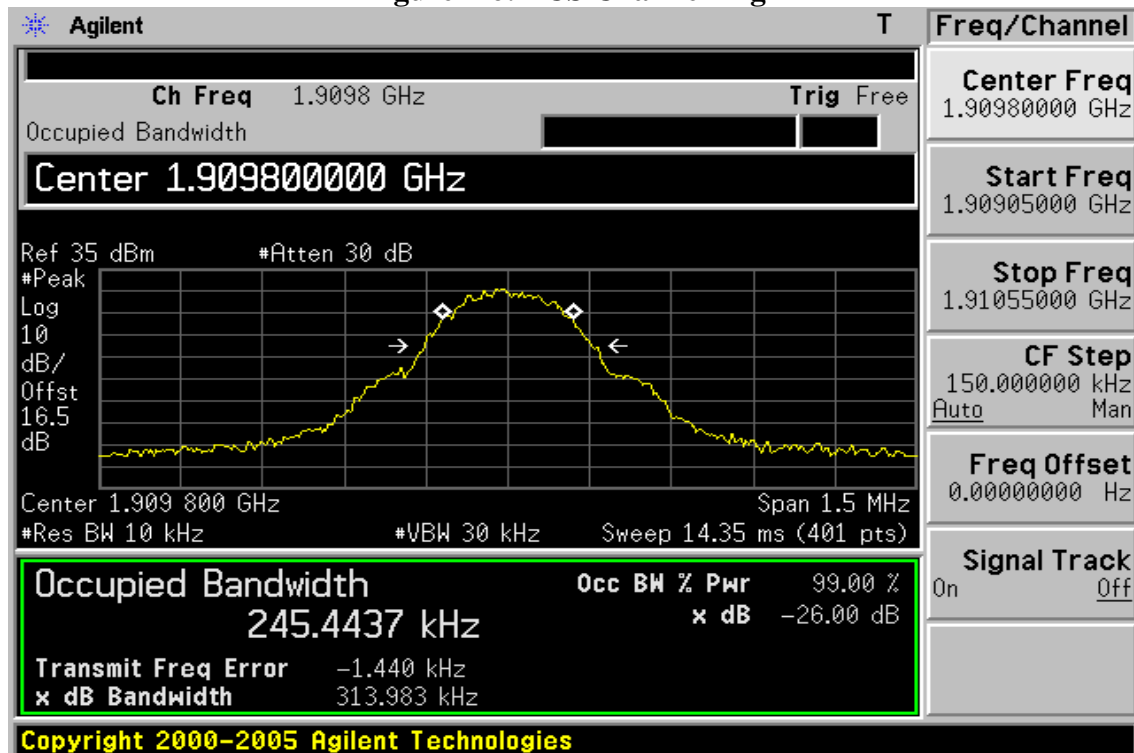 Agilent T
Freq/Channel
Ch Freq 1.9098 GHz Trig Free
Occupied Bandwidth
Center 1.909800000 GHz
Ref 35 dBm #Atten 30 dB
#Peak
Log
10
dB/
Offst
16.5
dB
Center 1.909 800 GHz Span 1.5 MHz
#Res BW 10 kHz #VBW 30 kHz Sweep 14.35 ms (401 pts)
Occupied Bandwidth Occ BW % Pwr 99.00 %
245.4437 kHz x dB -26.00 dB
Transmit Freq Error -1.440 kHz
x dB Bandwidth 313.983 kHz
Center Freq
1.90980000 GHz
Start Freq
1.90905000 GHz
Stop Freq
1.91055000 GHz
CF Step
150.000000 kHz
Auto Man
Freq Offset
0.00000000 Hz
Signal Track
On Off
Copyright 2000-2005 Agilent Technologies